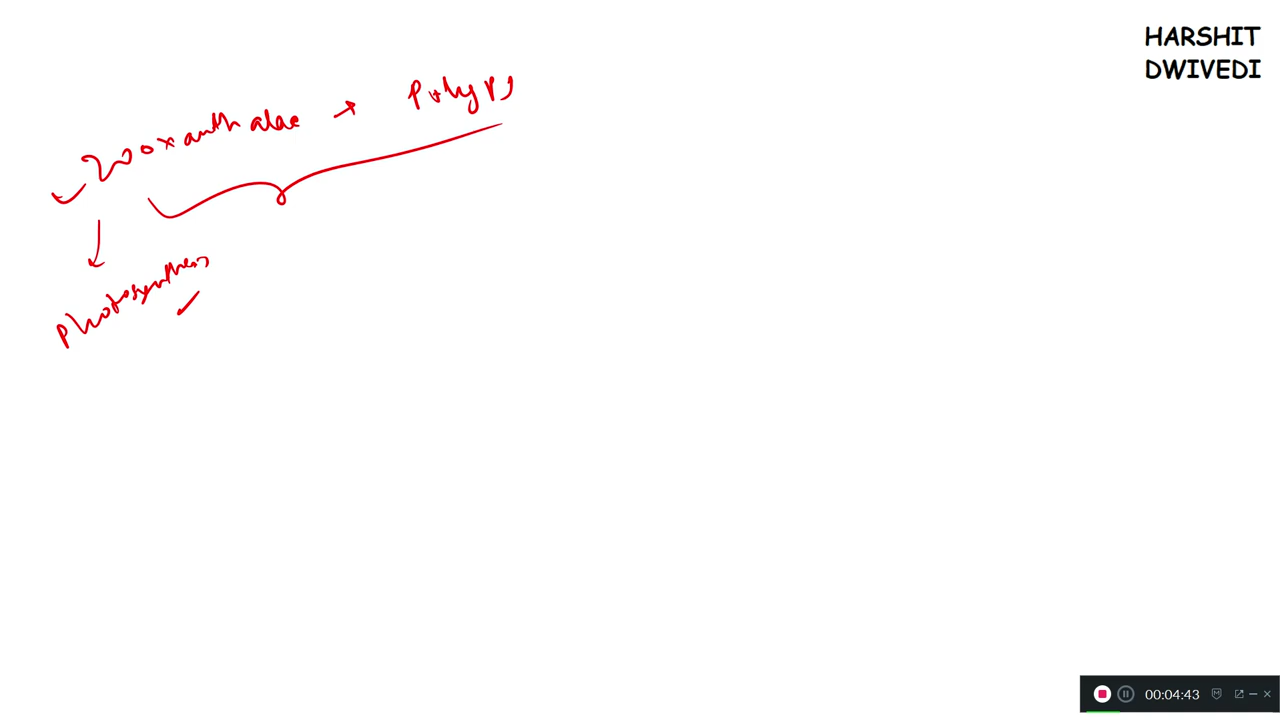 HARSHIT
DWIVEDI
zooxanthalae → Polyps
Photosynthesis
00:04:43